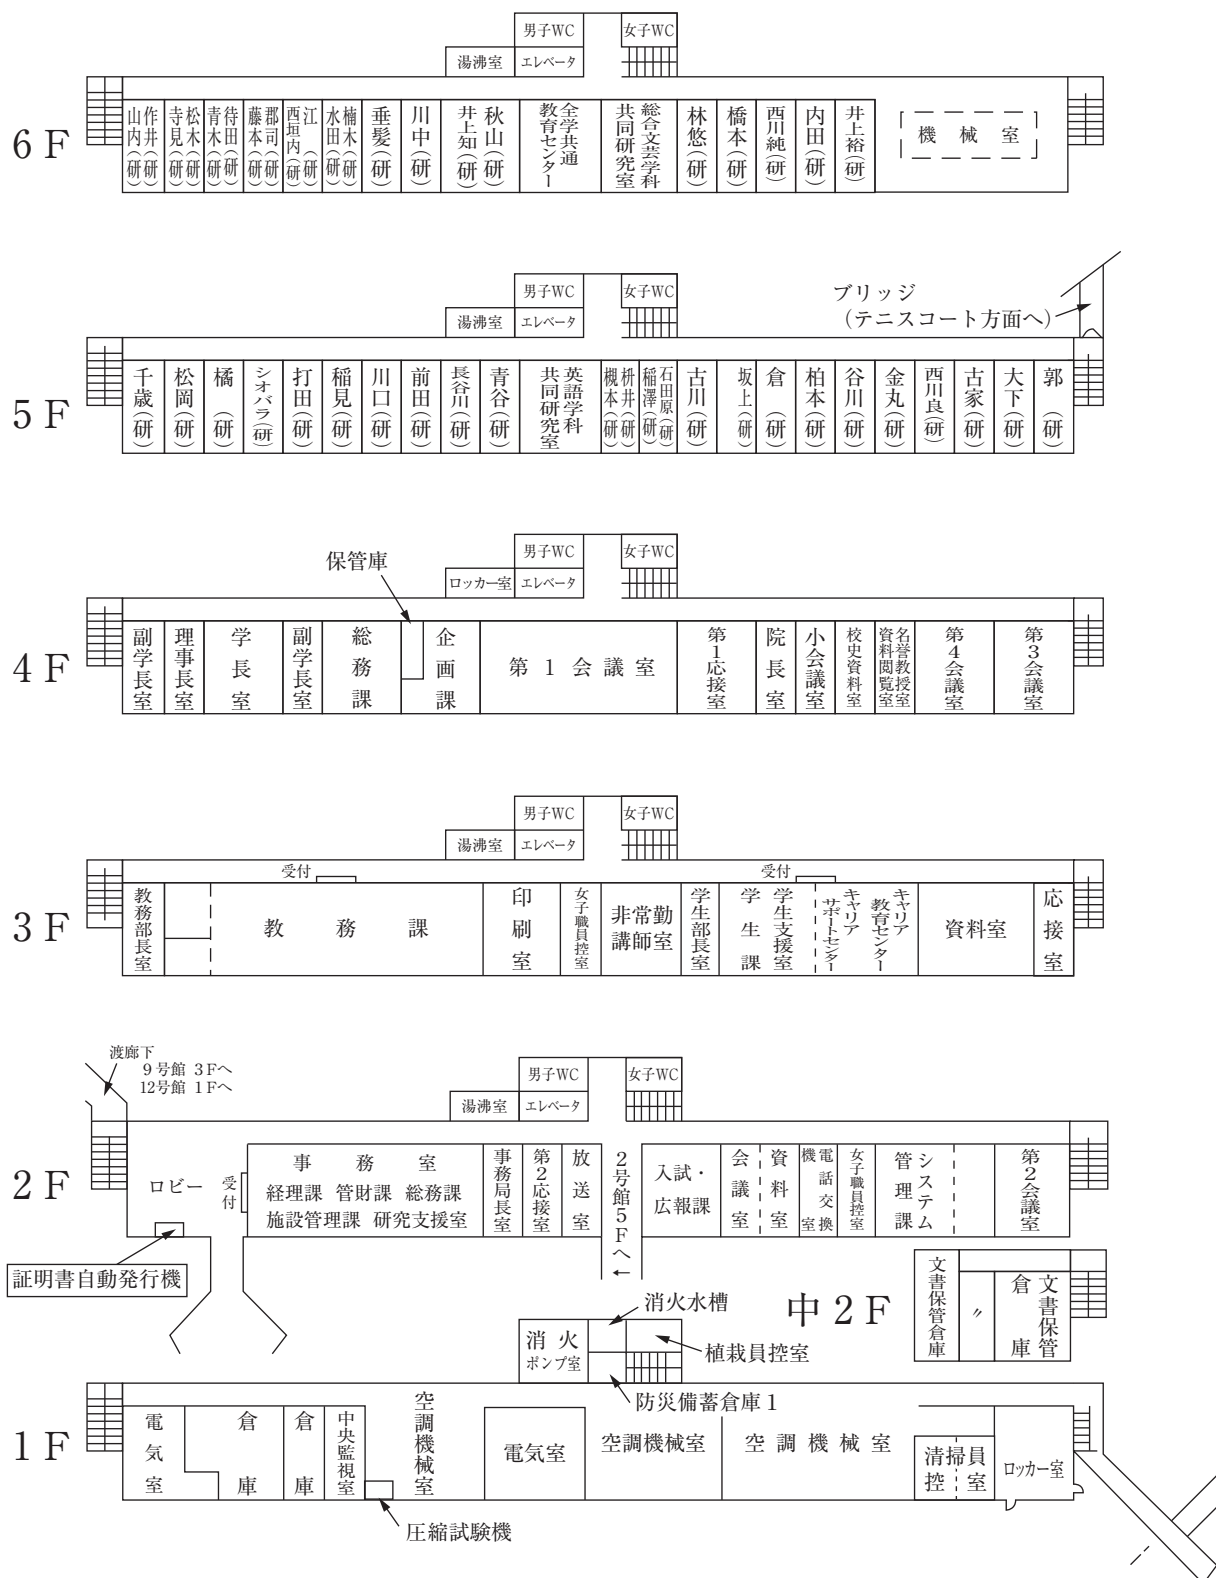 男子WC
女子WC
湯沸室
エレベータ
6F
山内(研)
作井(研)
寺見(研)
松木(研)
青木(研)
待田(研)
藤本(研)
郡司(研)
西垣内(研)
江(研)
水田(研)
楠木(研)
垂髪(研)
川中(研)
井上知(研)
秋山(研)
全学共通
教育センター
総合文芸学科
共同研究室
林悠(研)
橋本(研)
西川純(研)
内田(研)
井上裕(研)
機械室
男子WC
女子WC
湯沸室
エレベータ
ブリッジ
(テニスコート方面へ)
5F
千歳(研)
松岡(研)
橘(研)
シオバラ(研)
打田(研)
稲見(研)
川口(研)
前田(研)
長谷川(研)
青谷(研)
英語学科
共同研究室
槻本(研)
枡井(研)
稲澤(研)
石田原(研)
古川(研)
坂上(研)
倉(研)
柏本(研)
谷川(研)
金丸(研)
西川良(研)
古家(研)
大下(研)
郭(研)
男子WC
女子WC
保管庫
ロッカー室
エレベータ
4F
副学長室
理事長室
学長室
副学長室
総務課
企画課
第1会議室
第1応接室
院長室
小会議室
校史資料室
名誉教授室
資料閲覧室
第4会議室
第3会議室
男子WC
女子WC
湯沸室
エレベータ
受付
受付
3F
教務部長室
教務課
印刷室
女子職員控室
非常勤
講師室
学生部長室
学生課
学生支援室
キャリア
サポートセンター
キャリア
教育センター
資料室
応接室
渡廊下
9号館 3Fへ
12号館 1Fへ
男子WC
女子WC
湯沸室
エレベータ
2F
ロビー
受付
事務室
経理課 管財課 総務課
施設管理課 研究支援室
事務局長室
第2応接室
放送室
2号館5Fへ
←
入試・
広報課
会議室
資料室
電話交換
機室
女子職員控室
システム
管理課
第2会議室
証明書自動発行機
中2F
文書保管倉庫
〃
文書保管
倉庫
消火水槽
消火
ポンプ室
植栽員控室
防災備蓄倉庫1
1F
電気室
倉庫
倉庫
中央監視室
空調機械室
電気室
空調機械室
空調機械室
清掃員
控室
ロッカー室
圧縮試験機